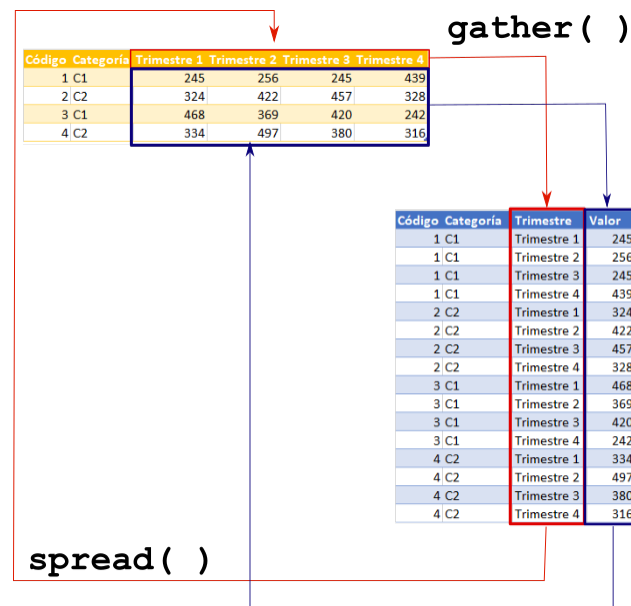 gather( )
Código Categoría Trimestre 1 Trimestre 2 Trimestre 3 Trimestre 4
1 C1 245 256 245 439
2 C2 324 422 457 328
3 C1 468 369 420 242
4 C2 334 497 380 316
Código Categoría Trimestre Valor
1 C1 Trimestre 1 245
1 C1 Trimestre 2 256
1 C1 Trimestre 3 245
1 C1 Trimestre 4 439
2 C2 Trimestre 1 324
2 C2 Trimestre 2 422
2 C2 Trimestre 3 457
2 C2 Trimestre 4 328
3 C1 Trimestre 1 468
3 C1 Trimestre 2 369
3 C1 Trimestre 3 420
3 C1 Trimestre 4 242
4 C2 Trimestre 1 334
4 C2 Trimestre 2 497
4 C2 Trimestre 3 380
4 C2 Trimestre 4 316
spread( )